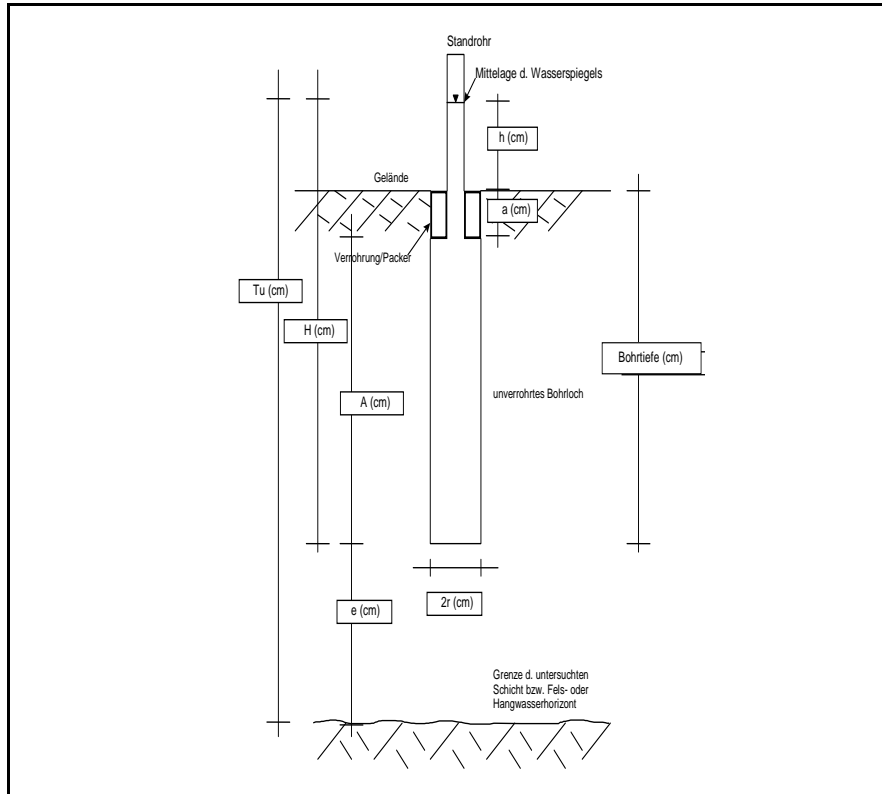 Standrohr
Mittelage d. Wasserspiegels
h (cm)
Gelände
a (cm)
Verrohrung/Packer
Tu (cm)
H (cm)
Bohrtiefe (cm)
A (cm)
unverrohrtes Bohrloch
e (cm)
2r (cm)
Grenze d. untersuchten
Schicht bzw. Fels- oder
Hangwasserhorizont